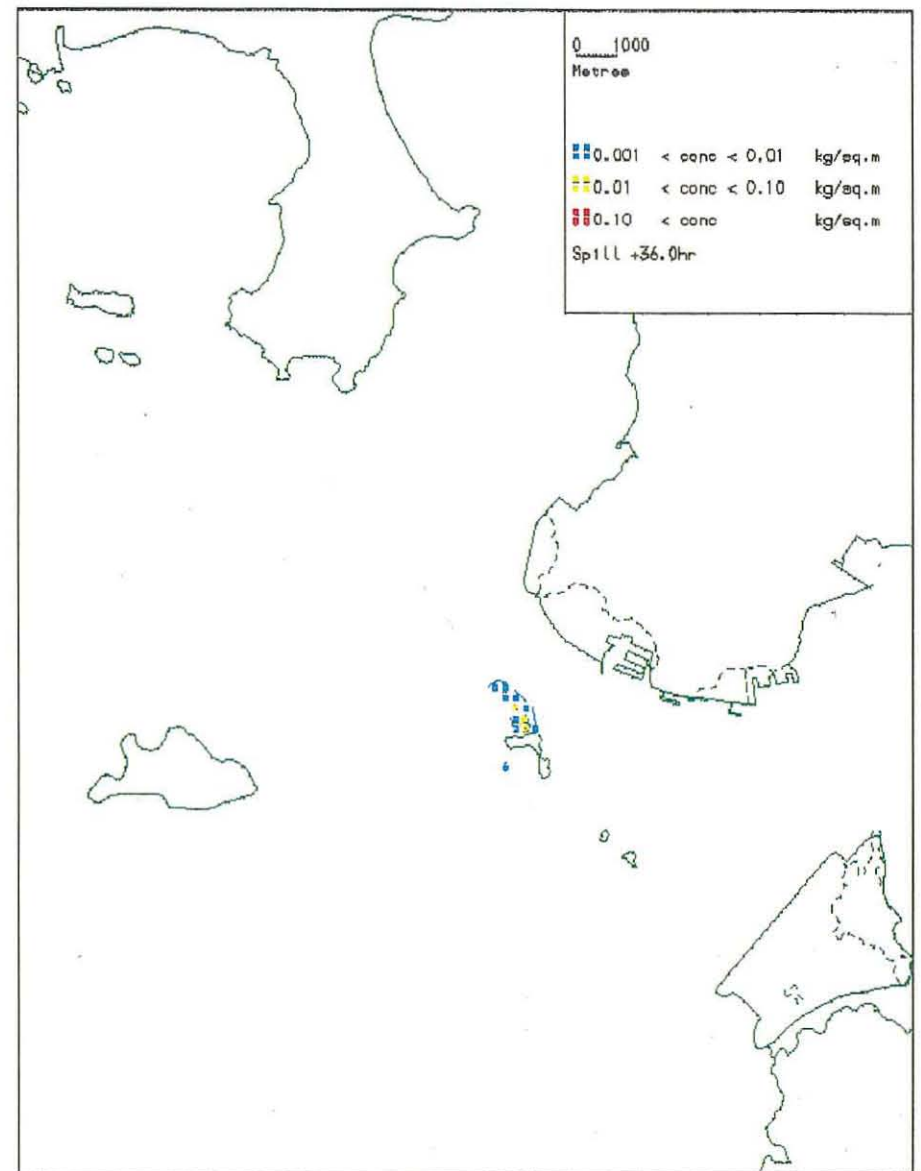 0 1000
Metres
0.001 < conc < 0.01 kg/sq.m
0.01 < conc < 0.10 kg/sq.m
0.10 < conc kg/sq.m
Spill +36.0hr